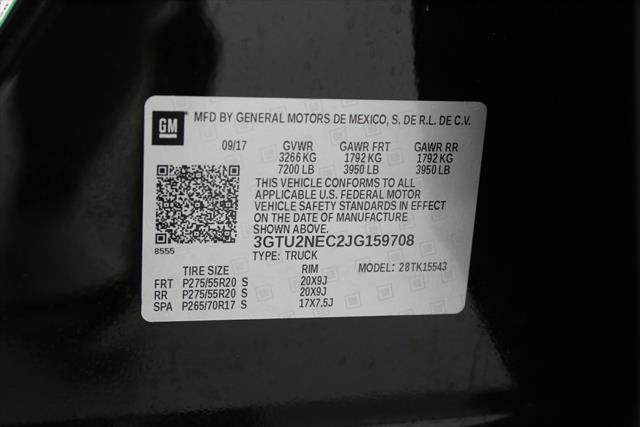 GM MFD BY GENERAL MOTORS DE MEXICO, S. DE R.L. DE C.V.
09/17 GVWR GAWR FRT GAWR RR
3266 KG 1792 KG 1792 KG
7200 LB 3950 LB 3950 LB
THIS VEHICLE CONFORMS TO ALL
APPLICABLE U.S. FEDERAL MOTOR
VEHICLE SAFETY STANDARDS IN EFFECT
ON THE DATE OF MANUFACTURE
SHOWN ABOVE.
8555 3GTU2NEC2JG159708
TYPE: TRUCK MODEL: 28TK15543
TIRE SIZE RIM
FRT P275/55R20 S 20X9J
RR P275/55R20 S 20X9J
SPA P265/70R17 S 17X7.5J